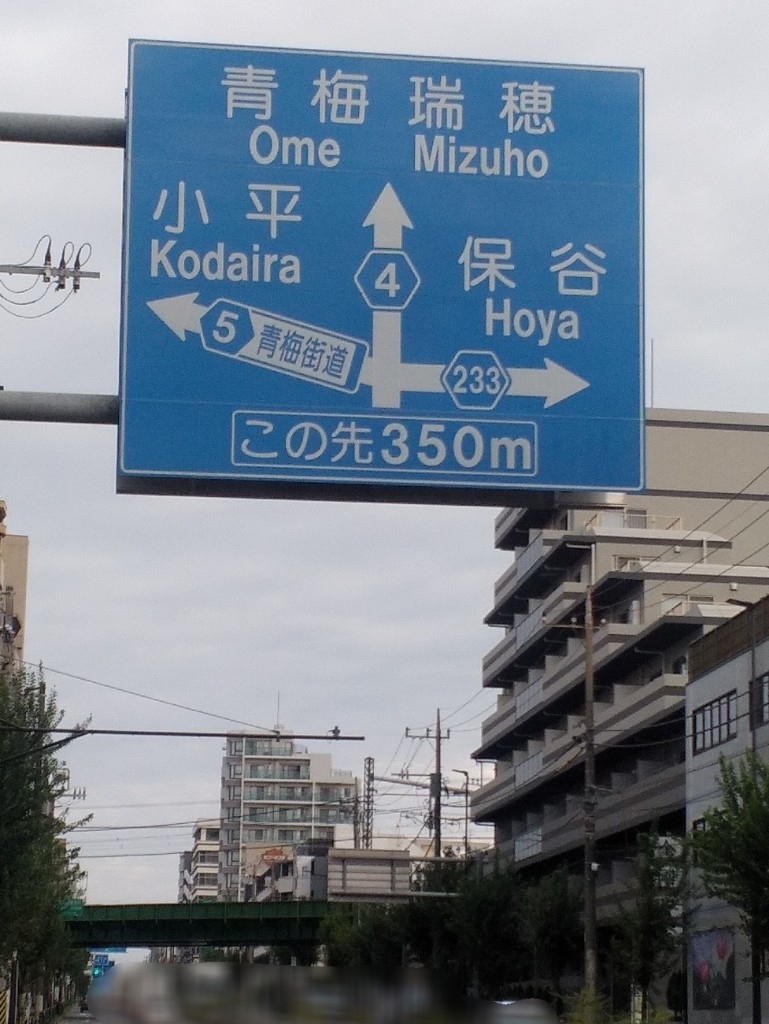 青梅 瑞穂
Ome Mizuho
小平
Kodaira
4
保谷
Hoya
5 青梅街道
233
この先350m